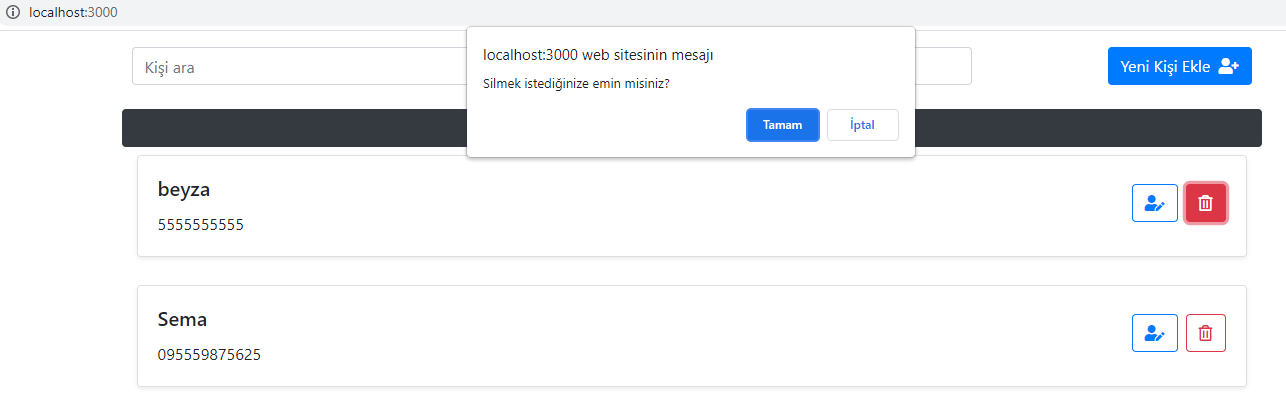 localhost:3000
localhost:3000 web sitesinin mesajı
Silmek istediğinize emin misiniz?
Tamam
İptal
Kişi ara
Yeni Kişi Ekle
beyza
5555555555
Sema
095559875625